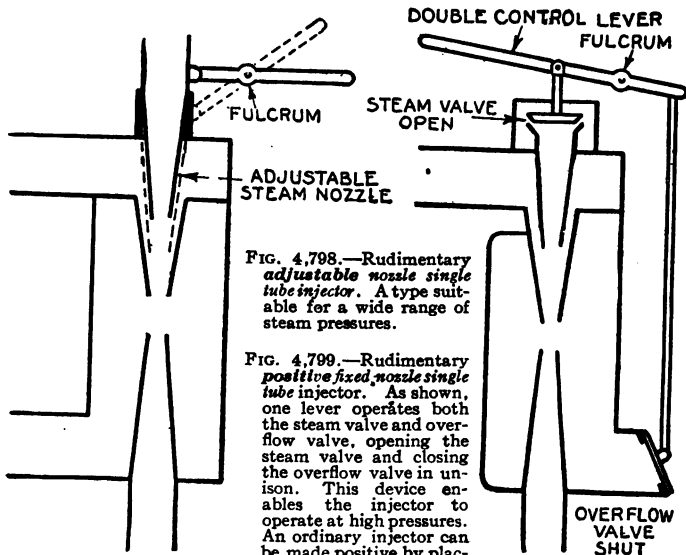 DOUBLE CONTROL LEVER
FULCRUM
FULCRUM
STEAM VALVE
OPEN
ADJUSTABLE
STEAM NOZZLE
FIG. 4,798.—Rudimentary
adjustable nozzle single
tube injector. A type suit-
able for a wide range of
steam pressures.
FIG. 4,799.—Rudimentary
positive fixed nozzle single
tube injector. As shown,
one lever operates both
the steam valve and over-
flow valve, opening the
steam valve and closing
the overflow valve in un-
ison. This device en-
ables the injector to
operate at high pressures.
An ordinary injector can
be made positive by plac-
OVERFLOW
VALVE
SHUT